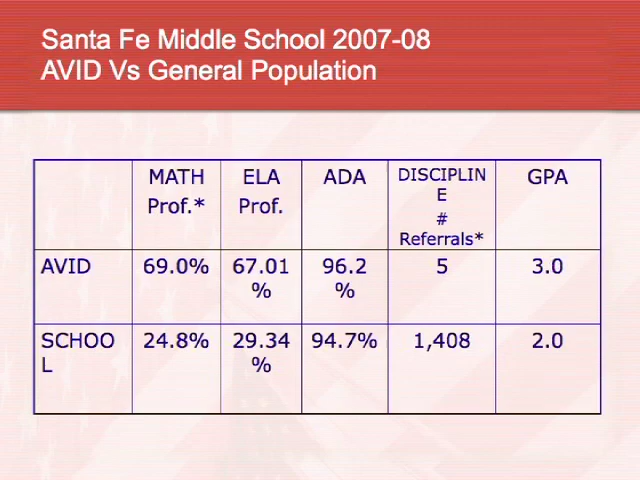 Santa Fe Middle School 2007-08
AVID Vs General Population
MATH
Prof.*
ELA
Prof.
ADA
DISCIPLIN
E
#
Referrals*
GPA
AVID
69.0%
67.01
%
96.2
%
5
3.0
SCHOO
L
24.8%
29.34
%
94.7%
1,408
2.0